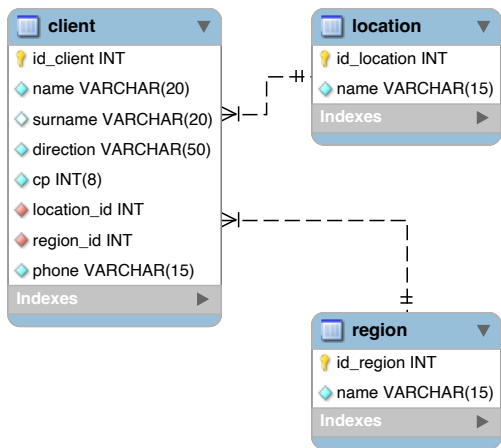 client
id_client INT
name VARCHAR(20)
surname VARCHAR(20)
direction VARCHAR(50)
cp INT(8)
location_id INT
region_id INT
phone VARCHAR(15)
Indexes
location
id_location INT
name VARCHAR(15)
Indexes
region
id_region INT
name VARCHAR(15)
Indexes